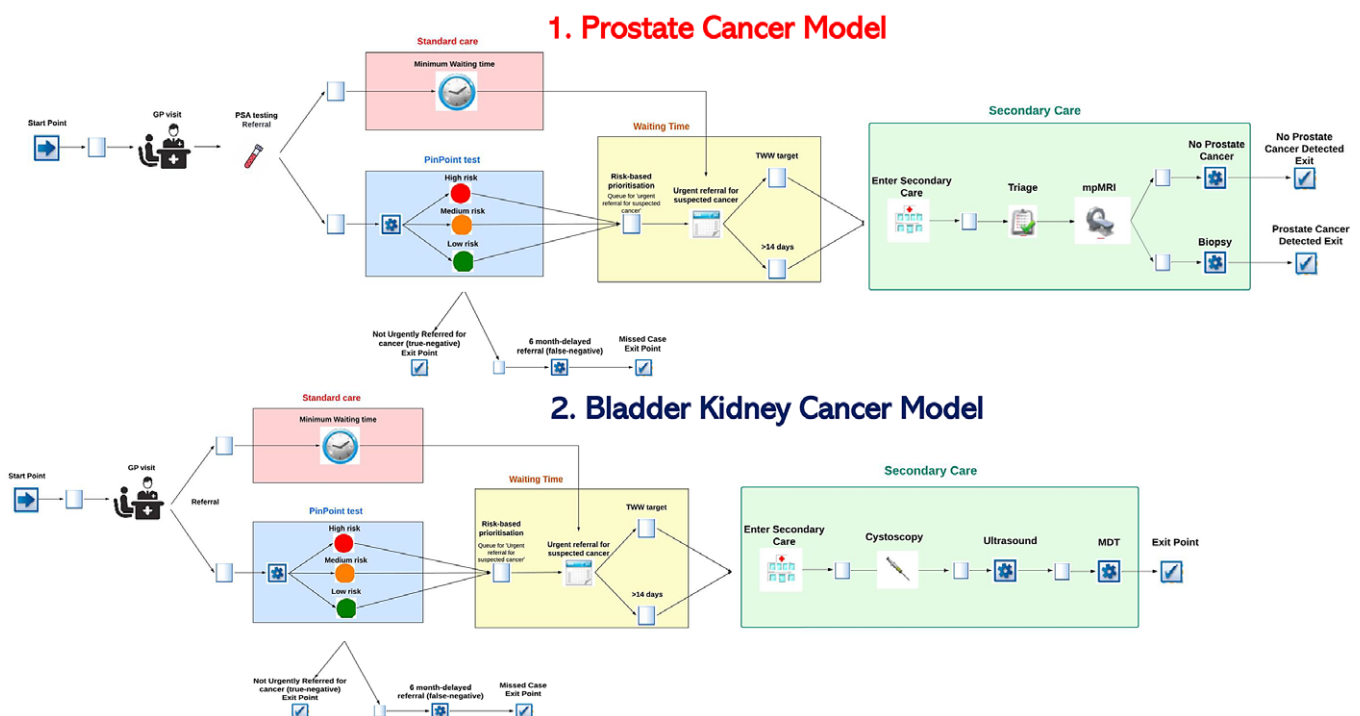 1. Prostate Cancer Model
Standard care
Minimum Waiting time
Start Point
GP visit
PSA testing
Referral
PinPoint test
High risk
Medium risk
Low risk
Waiting Time
Risk-based
prioritisation
Queue for 'urgent
referral for suspected
cancer'
Urgent referral for
suspected cancer
TWW target
>14 days
Secondary Care
Enter Secondary
Care
Triage
mpMRI
No Prostate
Cancer
No Prostate
Cancer Detected
Exit
Biopsy
Prostate Cancer
Detected Exit
Not Urgently Referred for
cancer (true-negative)
Exit Point
6 month-delayed
referral (false-negative)
Missed Case
Exit Point
2. Bladder Kidney Cancer Model
Standard care
Minimum Waiting time
Start Point
GP visit
Referral
PinPoint test
High risk
Medium risk
Low risk
Waiting Time
Risk-based
prioritisation
Queue for 'Urgent
referral for
suspected cancer'
Urgent referral for
suspected cancer
TWW target
>14 days
Secondary Care
Enter Secondary
Care
Cystoscopy
Ultrasound
MDT
Exit Point
Not Urgently Referred for
cancer (true-negative)
Exit Point
6 month-delayed
referral (false-negative)
Missed Case
Exit Point